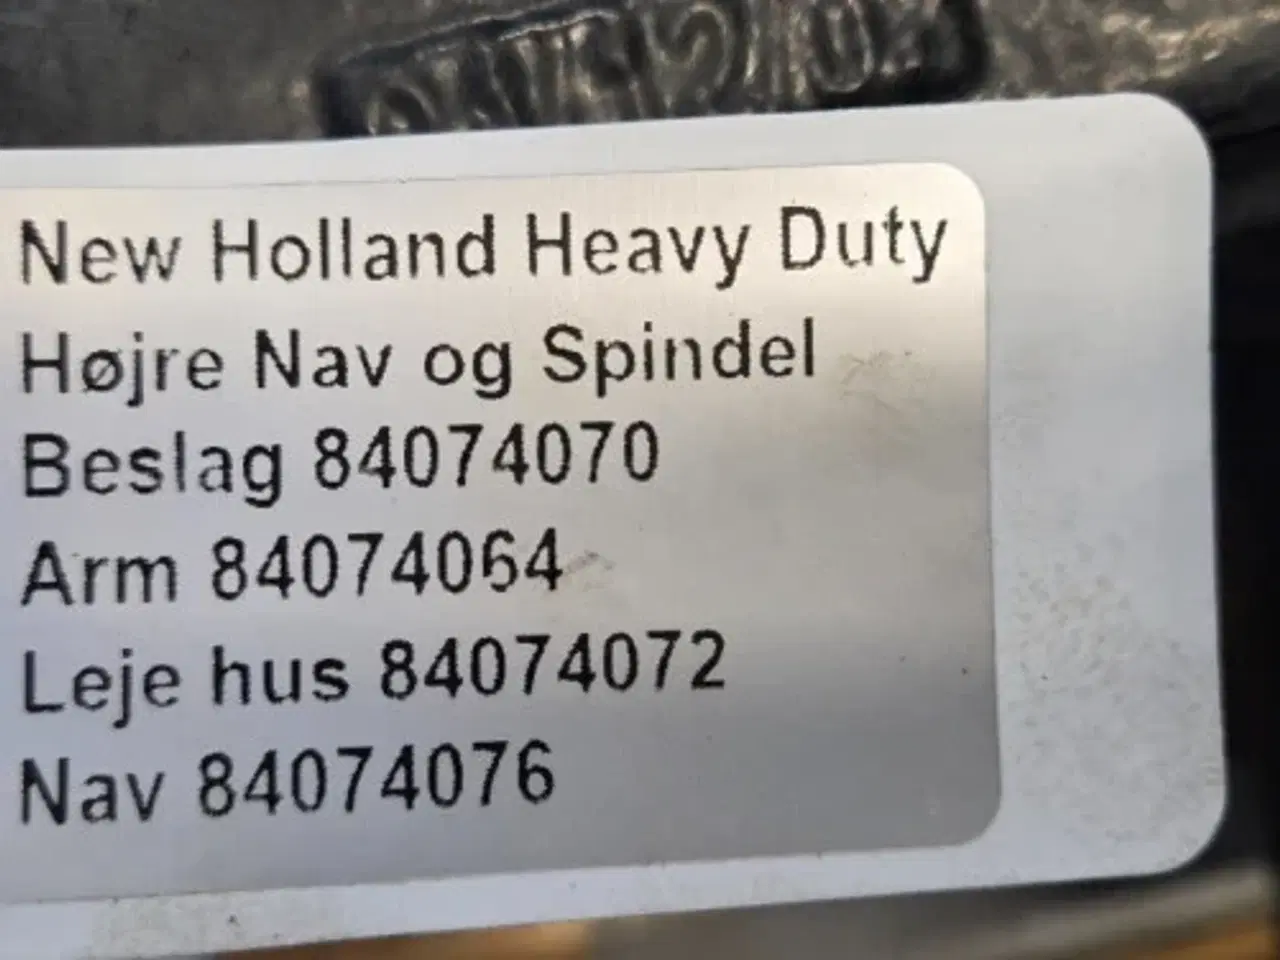 New Holland Heavy Duty
Højre Nav og Spindel
Beslag 84074070
Arm 84074064
Leje hus 84074072
Nav 84074076